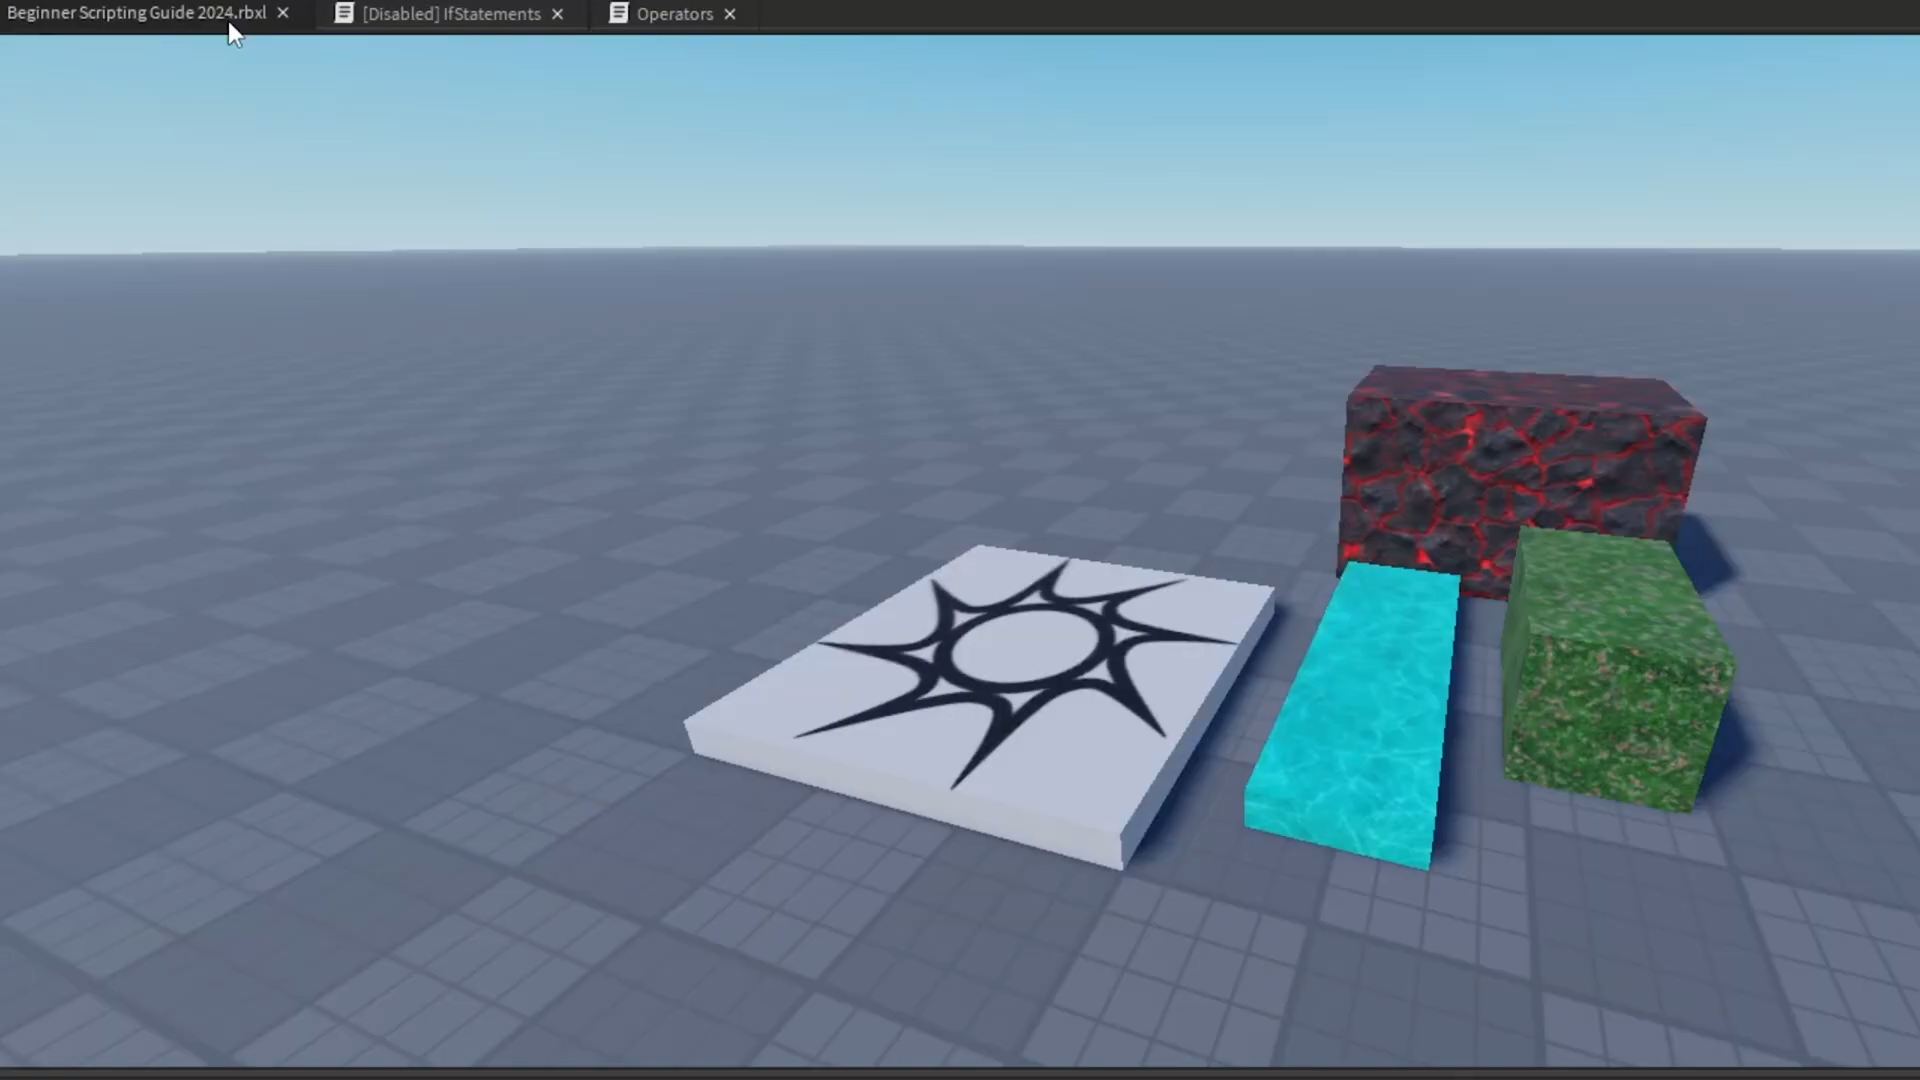 Beginner Scripting Guide 2024.rbxl
[Disabled] IfStatements
Operators